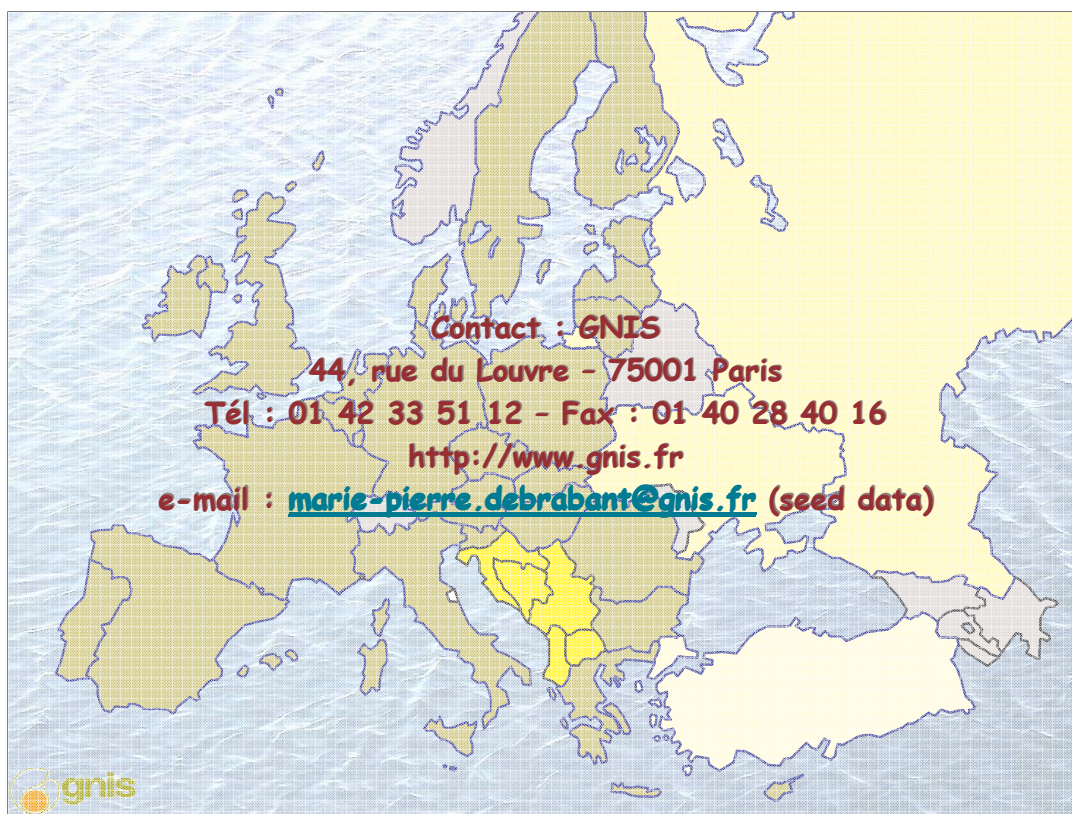 Contact : GNIS
44, rue du Louvre – 75001 Paris
Tél : 01 42 33 51 12 – Fax : 01 40 28 40 16
http://www.gnis.fr
e-mail : marie-pierre.debrabant@gnis.fr (seed data)
gnis